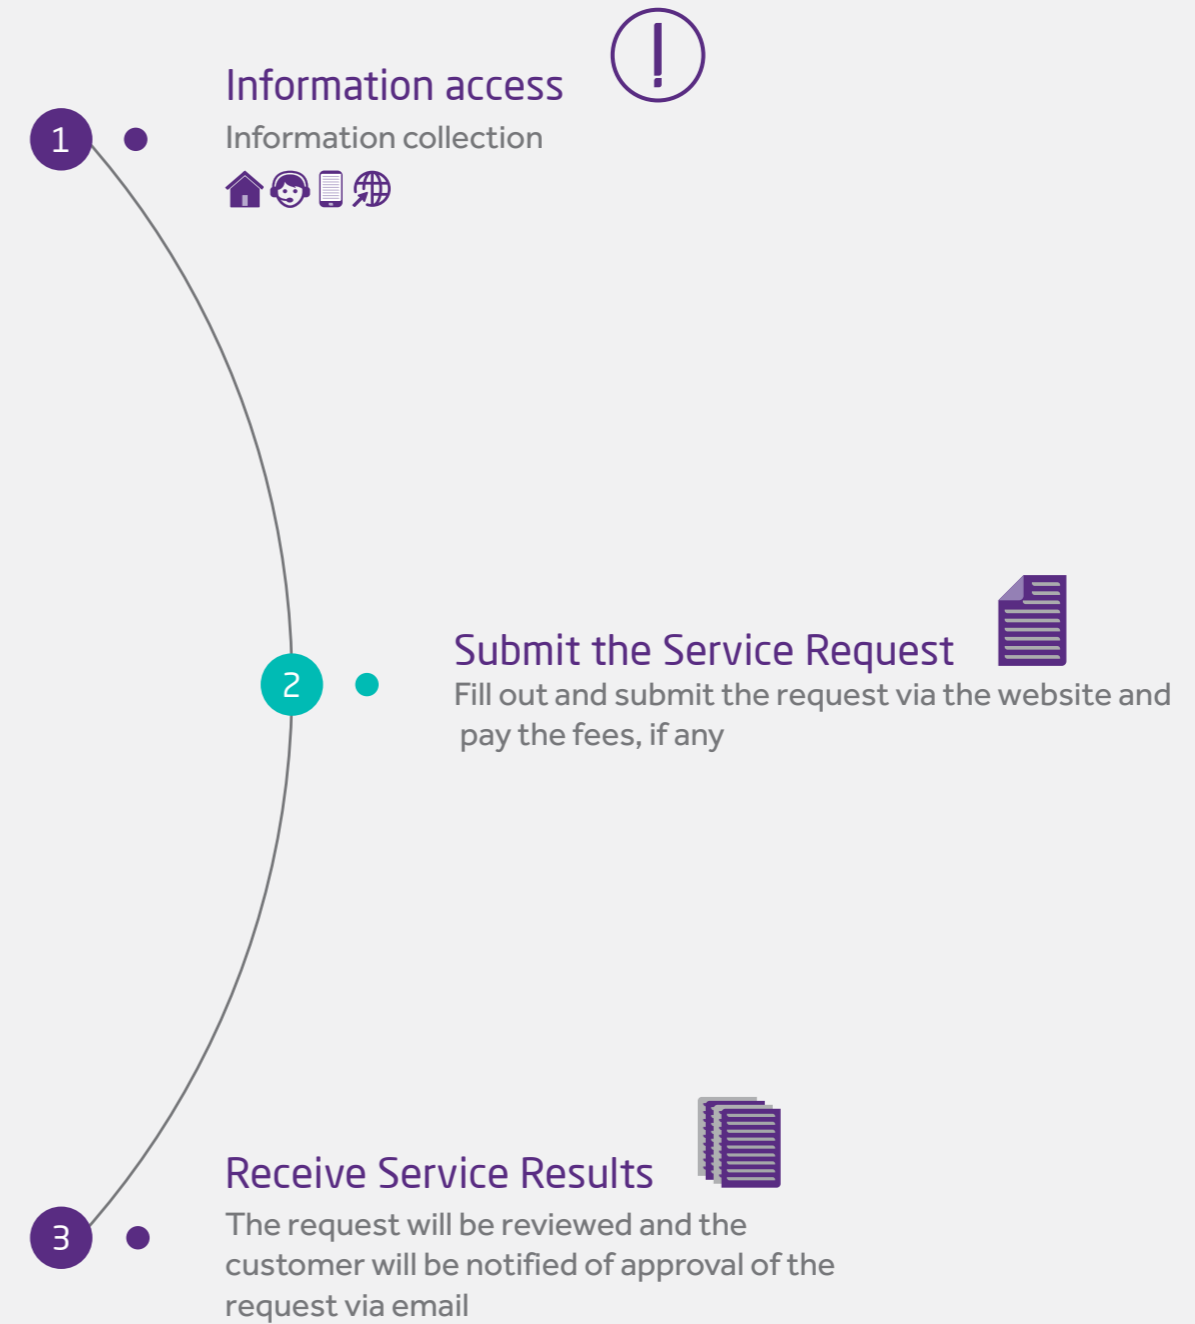 1
Information access
Information collection
2
Submit the Service Request
Fill out and submit the request via the website and
pay the fees, if any
3
Receive Service Results
The request will be reviewed and the
customer will be notified of approval of the
request via email